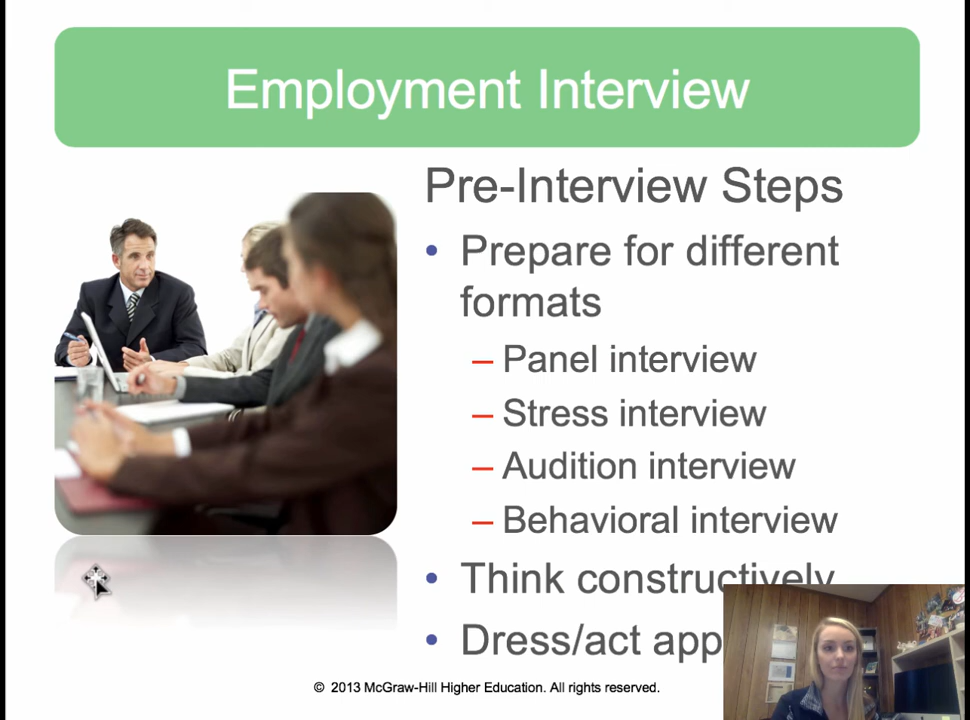 Employment Interview
Pre-Interview Steps
• Prepare for different
formats
– Panel interview
– Stress interview
– Audition interview
– Behavioral interview
• Think constructively
• Dress/act app
© 2013 McGraw-Hill Higher Education. All rights reserved.